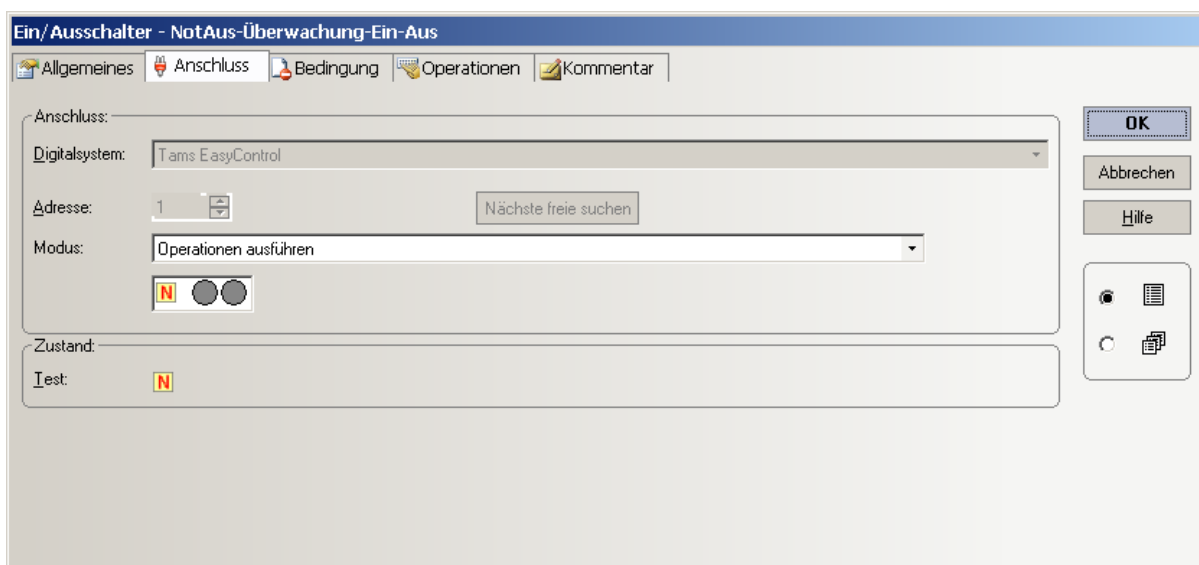 Ein/Ausschalter - NotAus-Überwachung-Ein-Aus
Allgemeines Anschluss Bedingung Operationen Kommentar
Anschluss:
Digitalsystem: Tams EasyControl
Adresse: 1 Nächste freie suchen
Modus: Operationen ausführen
N
Zustand:
Test: N
OK
Abbrechen
Hilfe